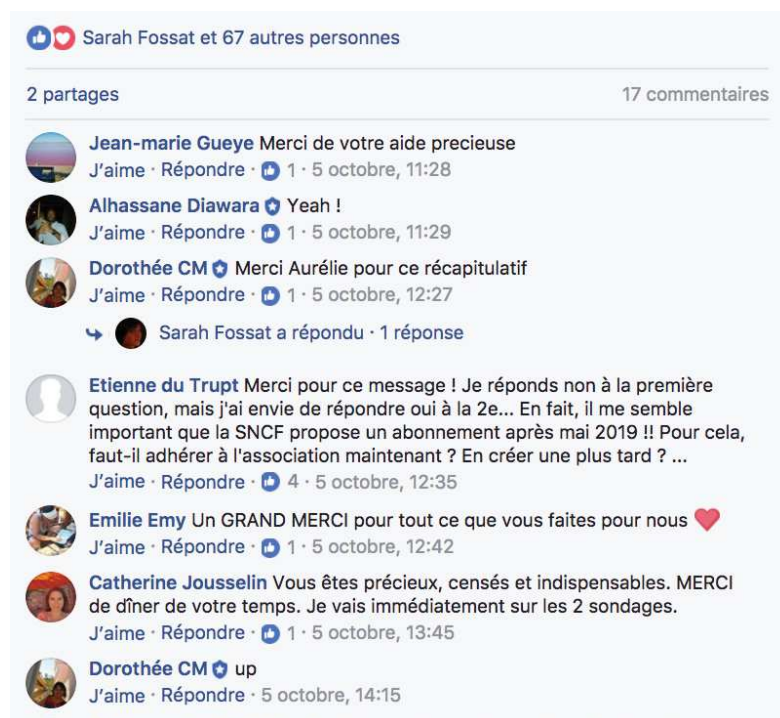 Sarah Fossat et 67 autres personnes
2 partages 17 commentaires
Jean-marie Gueye Merci de votre aide precieuse
J'aime · Répondre · 1 · 5 octobre, 11:28
Alhassane Diawara Yeah !
J'aime · Répondre · 1 · 5 octobre, 11:29
Dorothée CM Merci Aurélie pour ce récapitulatif
J'aime · Répondre · 1 · 5 octobre, 12:27
Sarah Fossat a répondu · 1 réponse
Etienne du Trupt Merci pour ce message ! Je réponds non à la première
question, mais j'ai envie de répondre oui à la 2e... En fait, il me semble
important que la SNCF propose un abonnement après mai 2019 !! Pour cela,
faut-il adhérer à l'association maintenant ? En créer une plus tard ? ...
J'aime · Répondre · 4 · 5 octobre, 12:35
Emilie Emy Un GRAND MERCI pour tout ce que vous faites pour nous ❤
J'aime · Répondre · 1 · 5 octobre, 12:42
Catherine Jousselin Vous êtes précieux, censés et indispensables. MERCI
de dîner de votre temps. Je vais immédiatement sur les 2 sondages.
J'aime · Répondre · 1 · 5 octobre, 13:45
Dorothée CM up
J'aime · Répondre · 5 octobre, 14:15